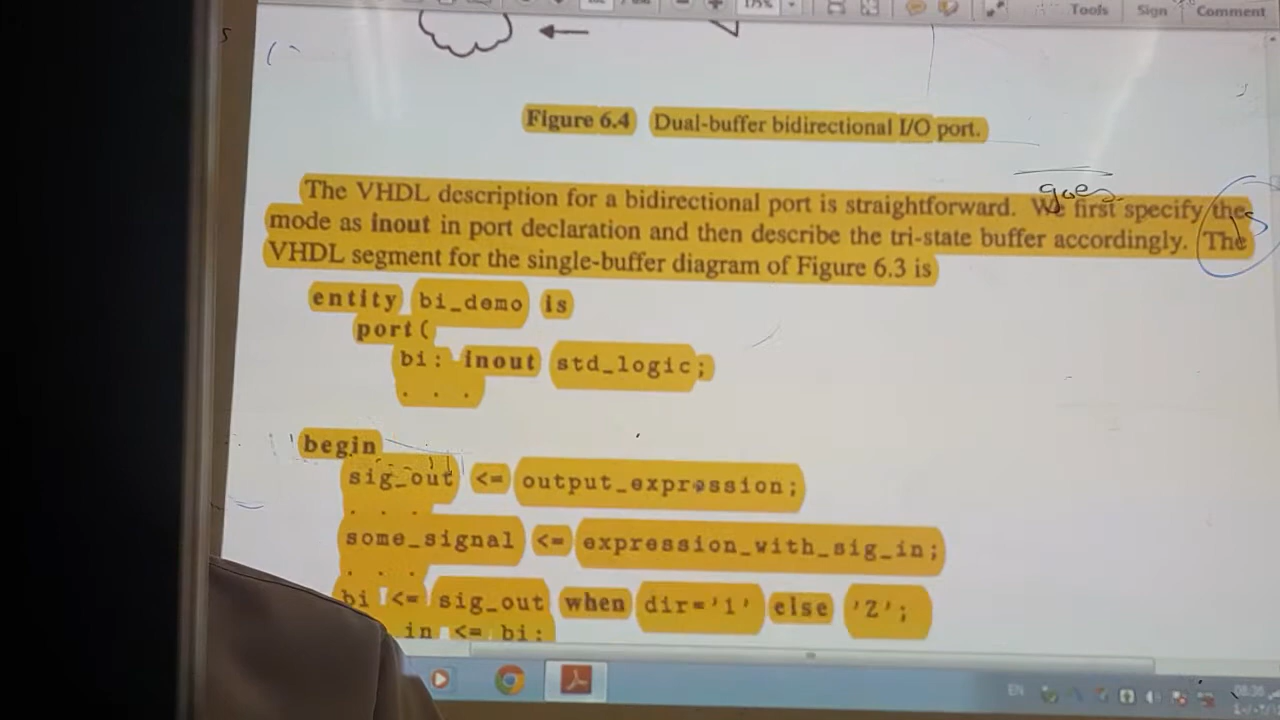 175%
Tools Sign Comment
Figure 6.4 Dual-buffer bidirectional I/O port.
goes
The VHDL description for a bidirectional port is straightforward. We first specify the
mode as inout in port declaration and then describe the tri-state buffer accordingly. The
VHDL segment for the single-buffer diagram of Figure 6.3 is
entity bi_demo is
port(
bi: inout std_logic;
. . .
begin
sig_out <= output_expression;
. . .
some_signal <= expression_with_sig_in;
. . .
bi <= sig_out when dir='1' else 'Z';
in <= bi;
EN